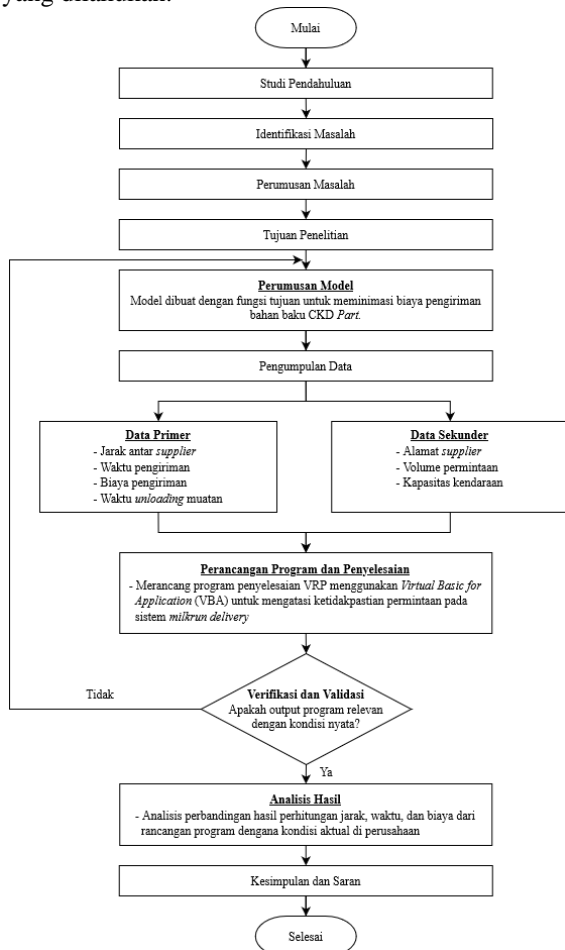 yang dilakukan.
Mulai
Studi Pendahuluan
Identifikasi Masalah
Perumusan Masalah
Tujuan Penelitian
Perumusan Model
Model dibuat dengan fungsi tujuan untuk meminimasi biaya pengiriman
bahan baku CKD Part.
Pengumpulan Data
Data Primer
- Jarak antar supplier
- Waktu pengiriman
- Biaya pengiriman
- Waktu unloading muatan
Data Sekunder
- Alamat supplier
- Volume permintaan
- Kapasitas kendaraan
Perancangan Program dan Penyelesaian
- Merancang program penyelesaian VRP menggunakan Virtual Basic for
Application (VBA) untuk mengatasi ketidakpastian permintaan pada
sistem milkrun delivery
Tidak
Verifikasi dan Validasi
Apakah output program relevan
dengan kondisi nyata?
Ya
Analisis Hasil
- Analisis perbandingan hasil perhitungan jarak, waktu, dan biaya dari
rancangan program dengana kondisi aktual di perusahaan
Kesimpulan dan Saran
Selesai